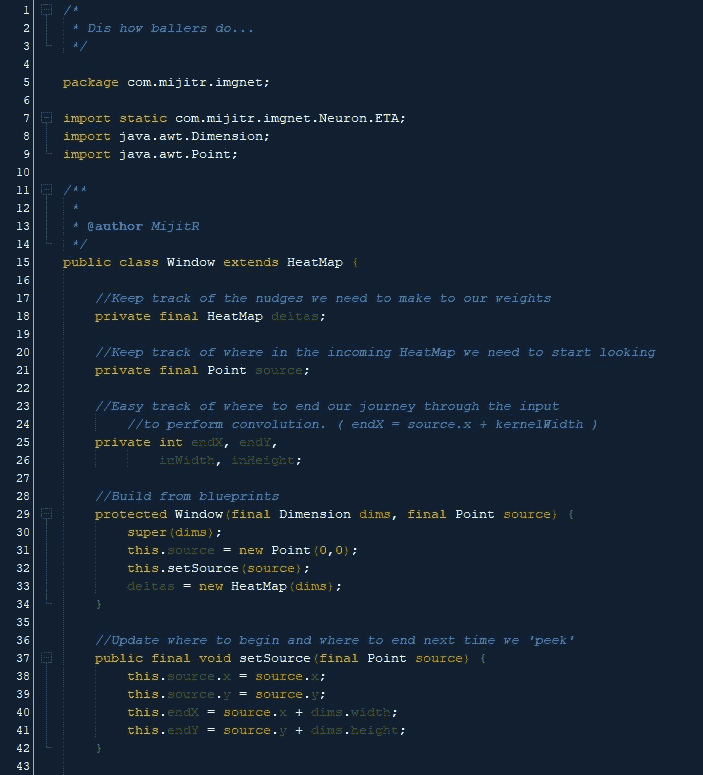 1 /*
2 * Dis how ballers do...
3 */
4
5 package com.mijitr.imgnet;
6
7 import static com.mijitr.imgnet.Neuron.ETA;
8 import java.awt.Dimension;
9 import java.awt.Point;
10
11 /**
12 *
13 * @author MijitR
14 */
15 public class Window extends HeatMap {
16
17 //Keep track of the nudges we need to make to our weights
18 private final HeatMap deltas;
19
20 //Keep track of where in the incoming HeatMap we need to start looking
21 private final Point source;
22
23 //Easy track of where to end our journey through the input
24 //to perform convolution. ( endX = source.x + kernelWidth )
25 private int endX, endY,
26 inWidth, inHeight;
27
28 //Build from blueprints
29 protected Window(final Dimension dims, final Point source) {
30 super(dims);
31 this.source = new Point(0,0);
32 this.setSource(source);
33 deltas = new HeatMap(dims);
34 }
35
36 //Update where to begin and where to end next time we 'peek'
37 public final void setSource(final Point source) {
38 this.source.x = source.x;
39 this.source.y = source.y;
40 this.endX = source.x + dims.width;
41 this.endY = source.y + dims.height;
42 }
43